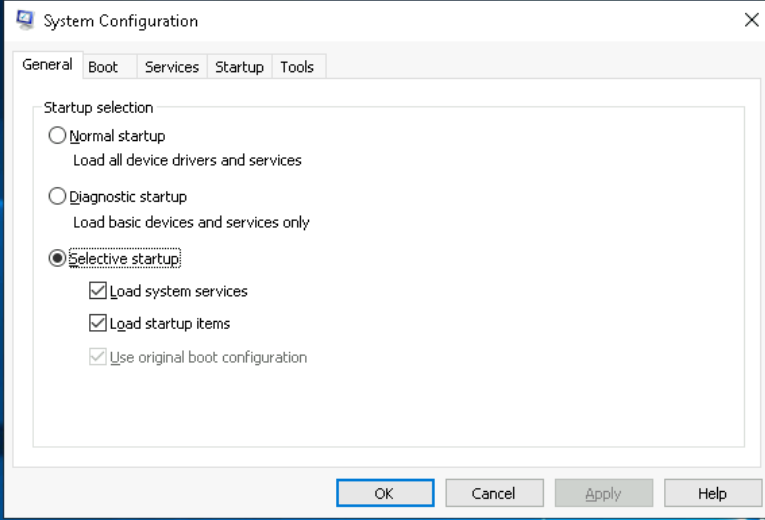 System Configuration
General Boot Services Startup Tools
Startup selection
Normal startup
Load all device drivers and services
Diagnostic startup
Load basic devices and services only
Selective startup
Load system services
Load startup items
Use original boot configuration
OK Cancel Apply Help